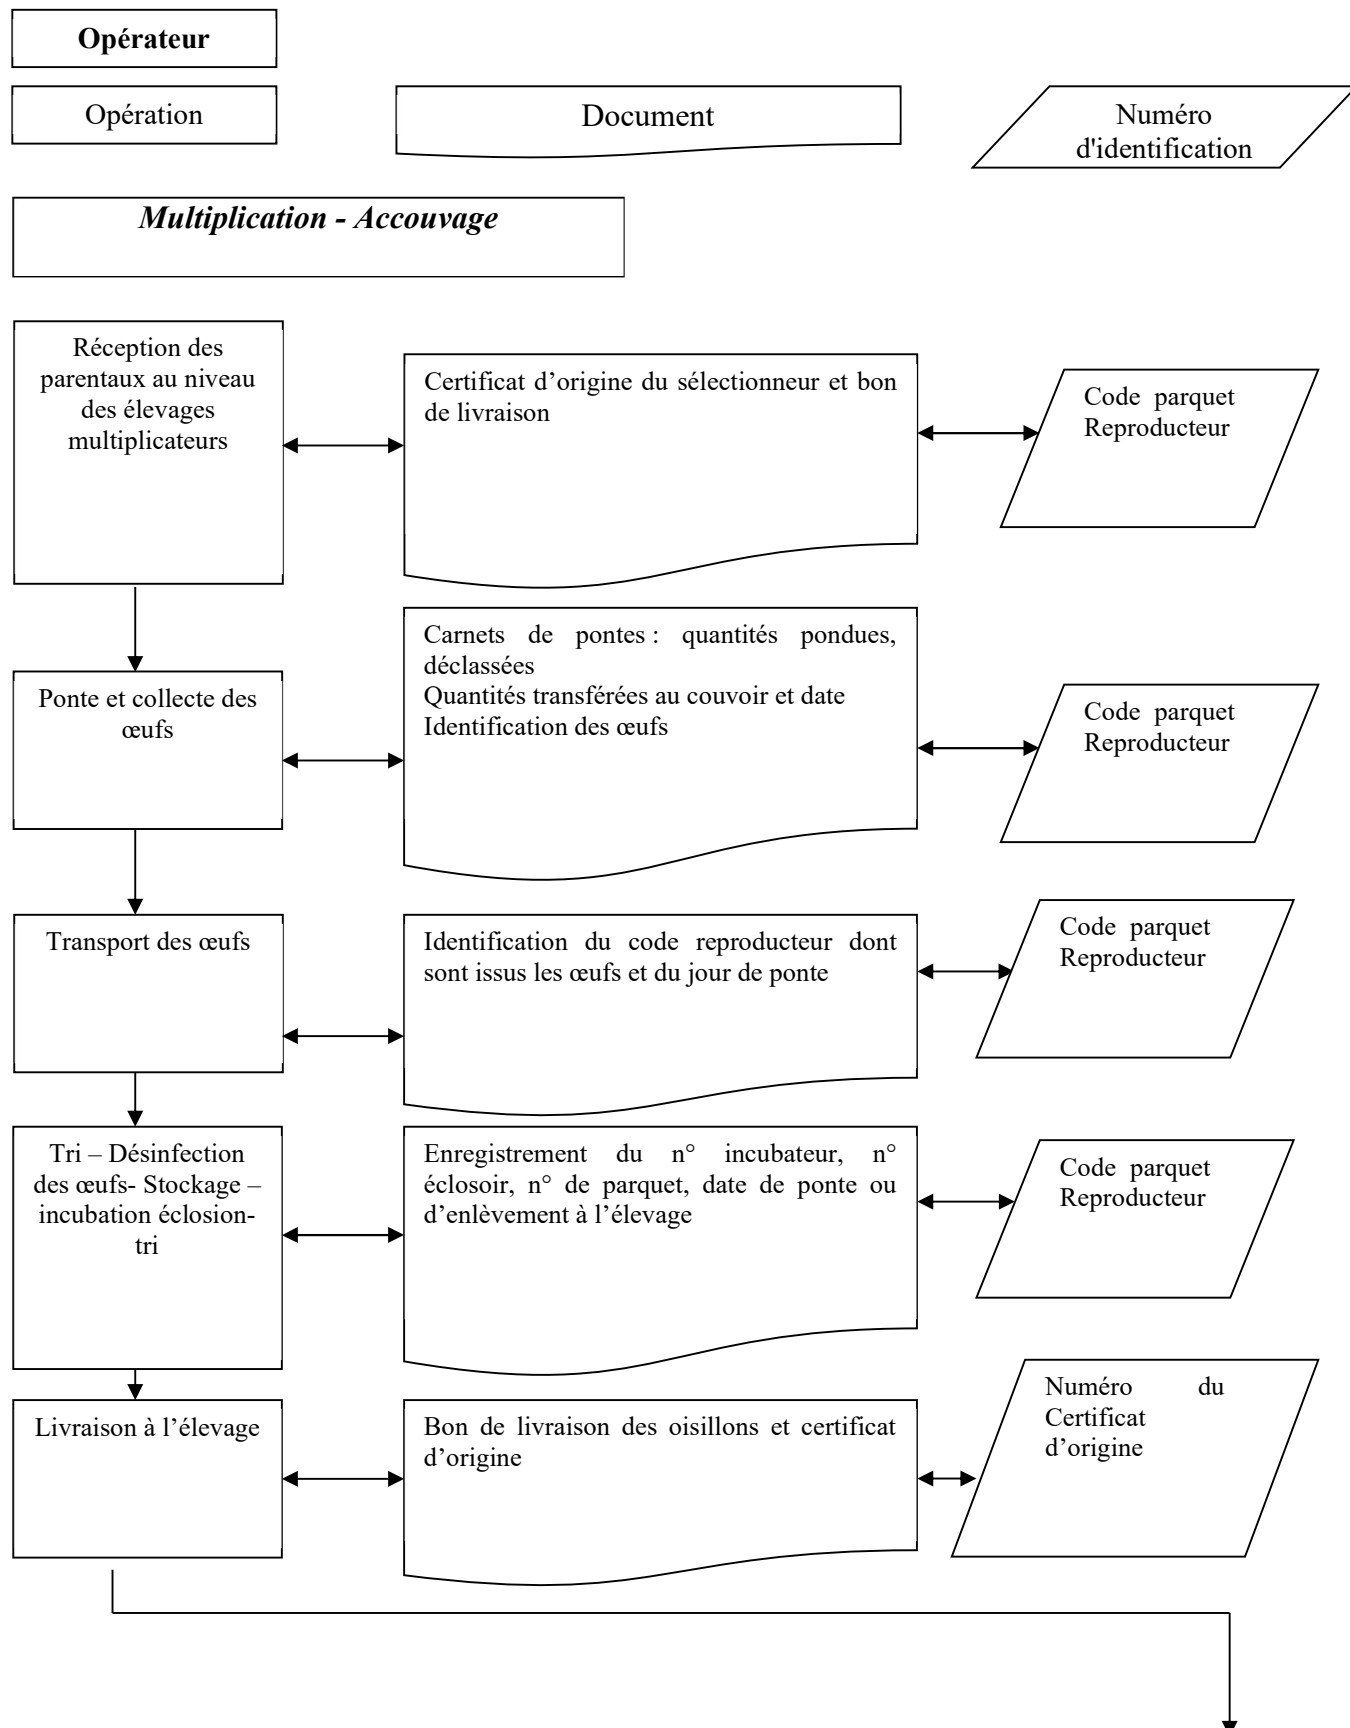 Opérateur
Opération
Document
Numéro
d'identification
Multiplication - Accouvage
Réception des
parentaux au niveau
des élevages
multiplicateurs
Certificat d’origine du sélectionneur et bon
de livraison
Code parquet
Reproducteur
Ponte et collecte des
œufs
Carnets de pontes : quantités pondues,
déclassées
Quantités transférées au couvoir et date
Identification des œufs
Code parquet
Reproducteur
Transport des œufs
Identification du code reproducteur dont
sont issus les œufs et du jour de ponte
Code parquet
Reproducteur
Tri – Désinfection
des œufs- Stockage –
incubation éclosion-
tri
Enregistrement du n° incubateur, n°
éclosoir, n° de parquet, date de ponte ou
d’enlèvement à l’élevage
Code parquet
Reproducteur
Livraison à l’élevage
Bon de livraison des oisillons et certificat
d’origine
Numéro du
Certificat
d’origine